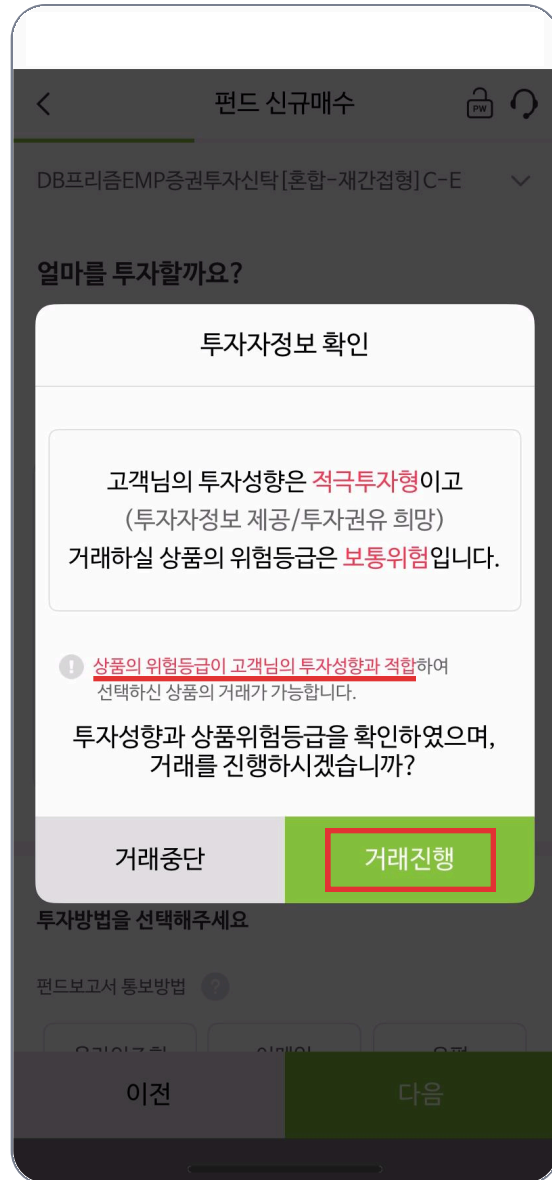 펀드 신규매수
PW
DB프리즘EMP증권투자신탁[혼합-재간접형] C-E
얼마를 투자할까요?
투자자정보 확인
고객님의 투자성향은 적극투자형이고
(투자자정보 제공/투자권유 희망)
거래하실 상품의 위험등급은 보통위험입니다.
! 상품의 위험등급이 고객님의 투자성향과 적합하여
선택하신 상품의 거래가 가능합니다.
투자성향과 상품위험등급을 확인하였으며,
거래를 진행하시겠습니까?
거래중단 거래진행
투자방법을 선택해주세요
펀드보고서 통보방법 ?
이전 다음